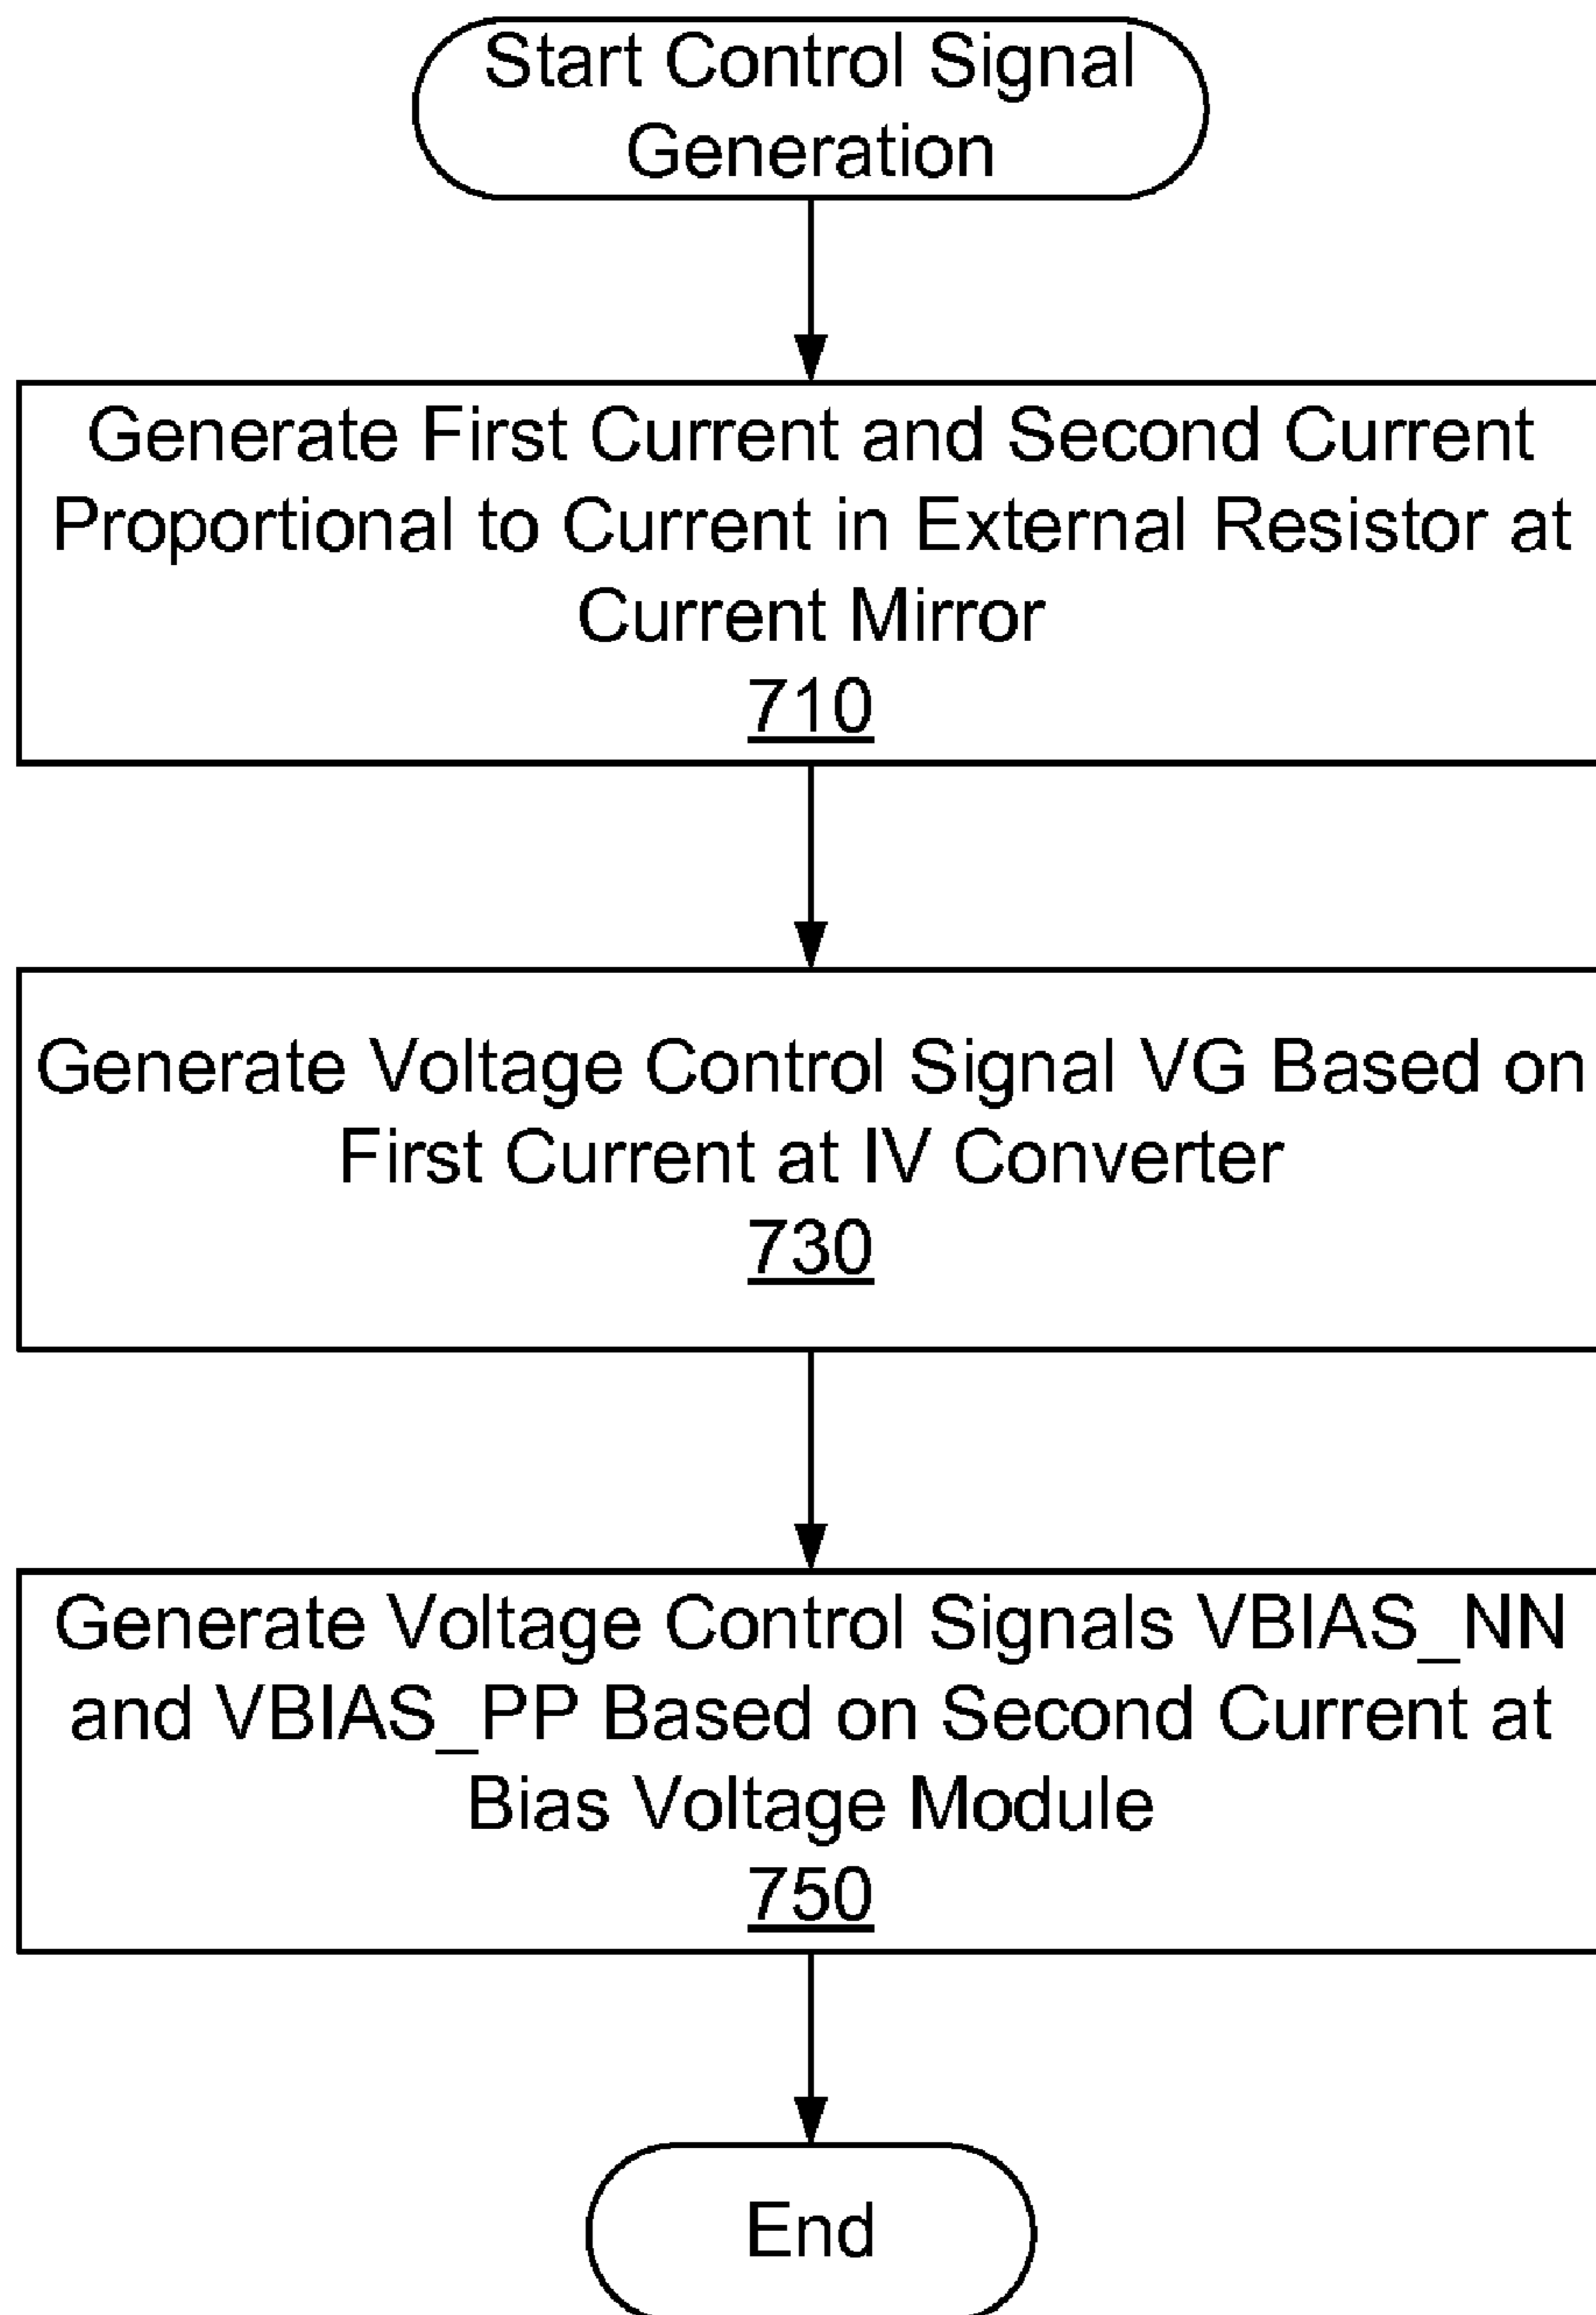 Start Control Signal
Generation
Generate First Current and Second Current
Proportional to Current in External Resistor at
Current Mirror
710
Generate Voltage Control Signal VG Based on
First Current at IV Converter
730
Generate Voltage Control Signals VBIAS_NN
and VBIAS_PP Based on Second Current at
Bias Voltage Module
750
End